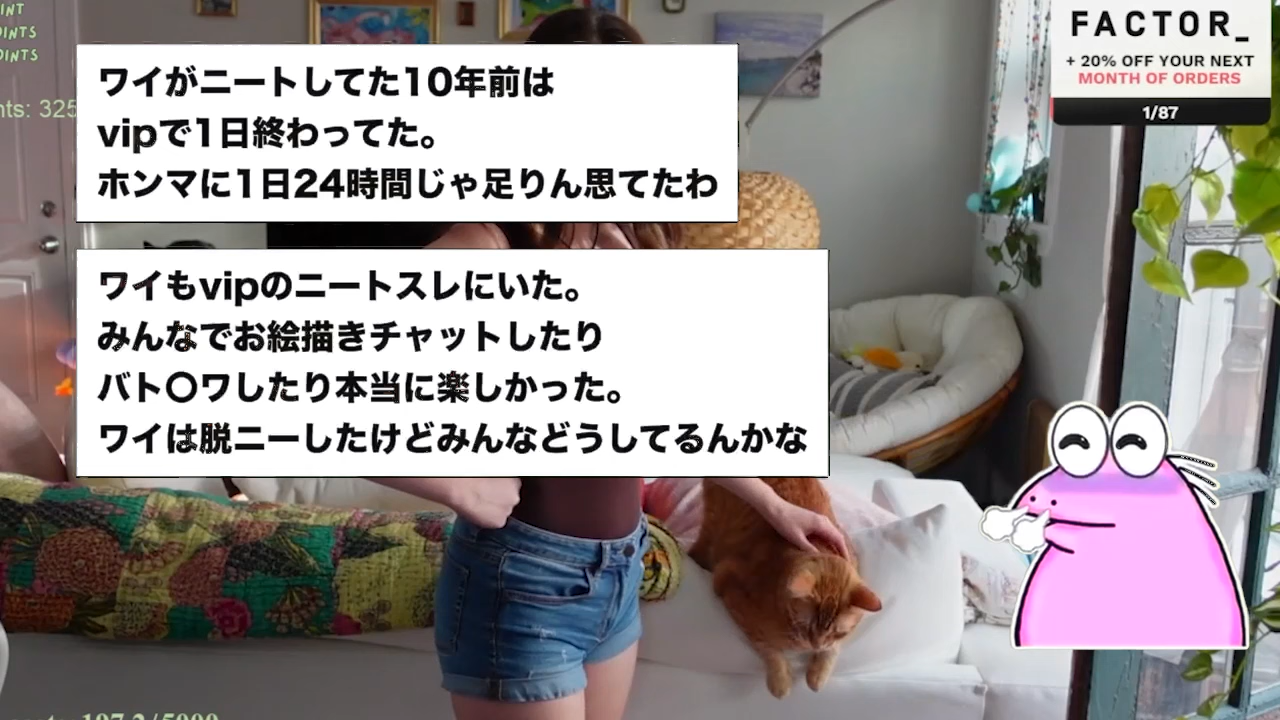 INT
OINTS
OINTS
nts: 325
FACTOR_
+ 20% OFF YOUR NEXT
MONTH OF ORDERS
1/87
ワイがニートしてた10年前は
vipで1日終わってた。
ホンマに1日24時間じゃ足りん思てたわ
ワイもvipのニートスレにいた。
みんなでお絵描きチャットしたり
バト〇ワしたり本当に楽しかった。
ワイは脱ニーしたけどみんなどうしてるんかな